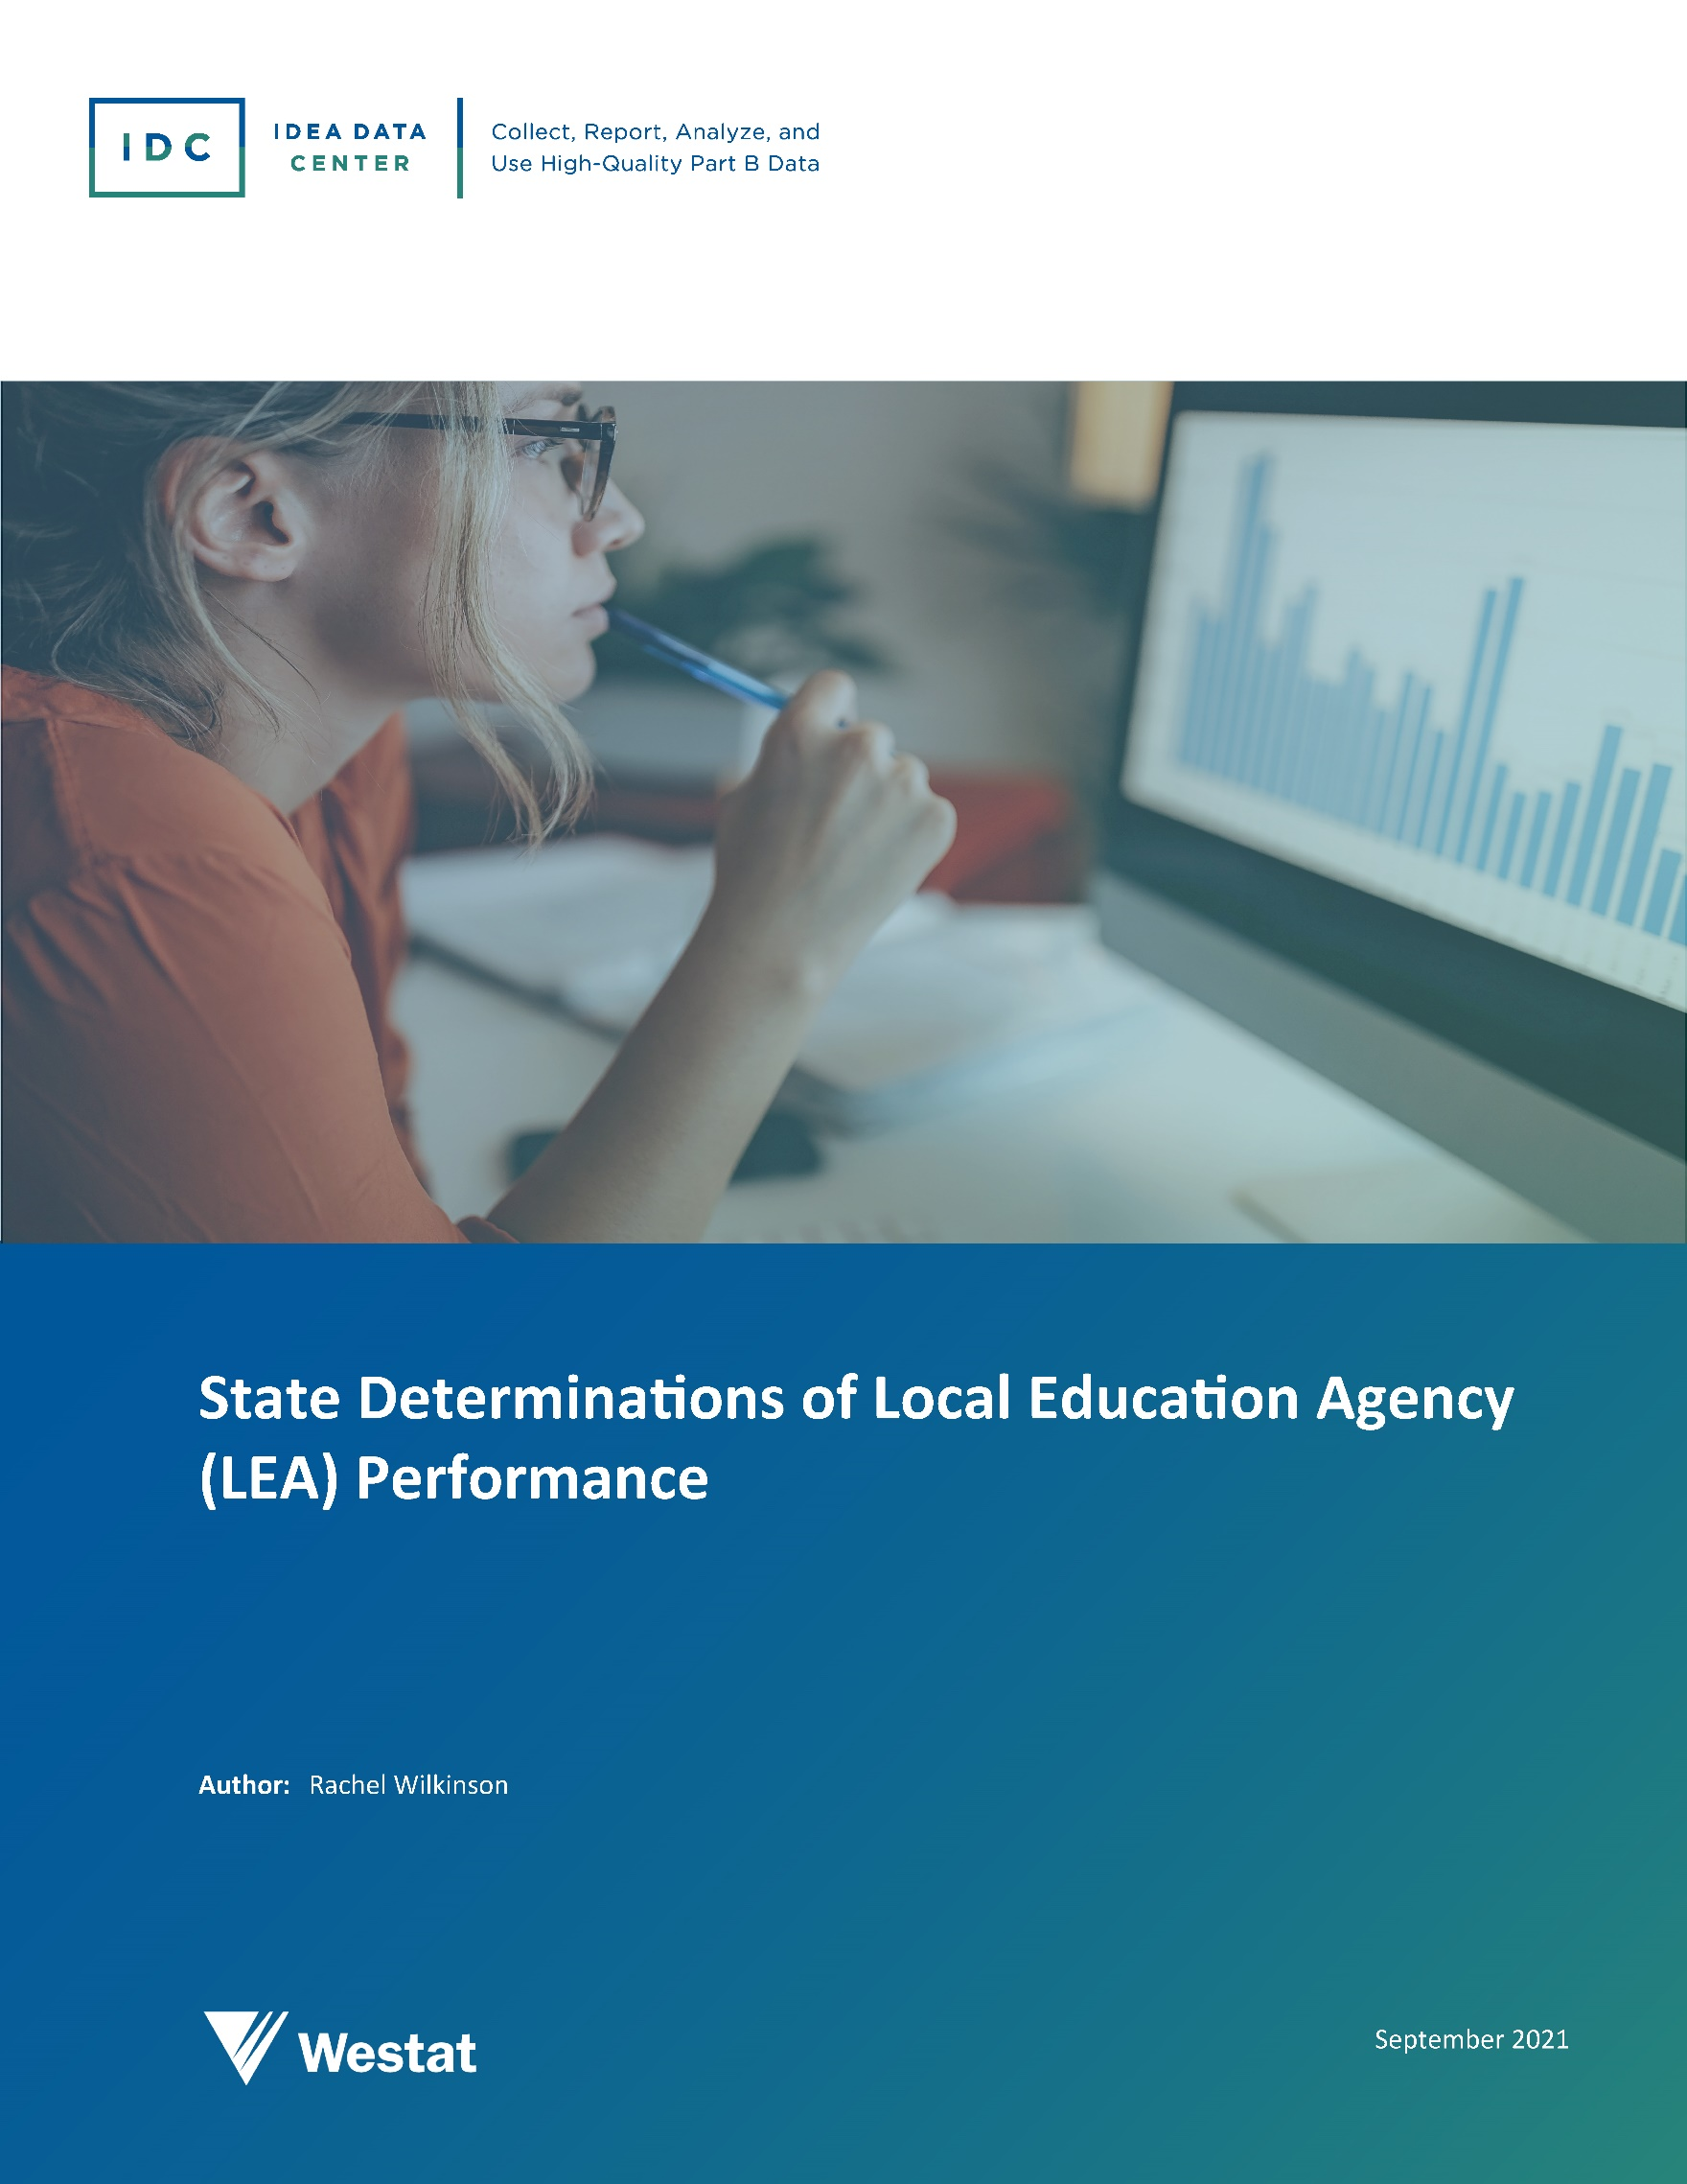 IDC
IDEA DATA
CENTER
Collect, Report, Analyze, and
Use High-Quality Part B Data
State Determinations of Local Education Agency
(LEA) Performance
Author: Rachel Wilkinson
Westat
September 2021